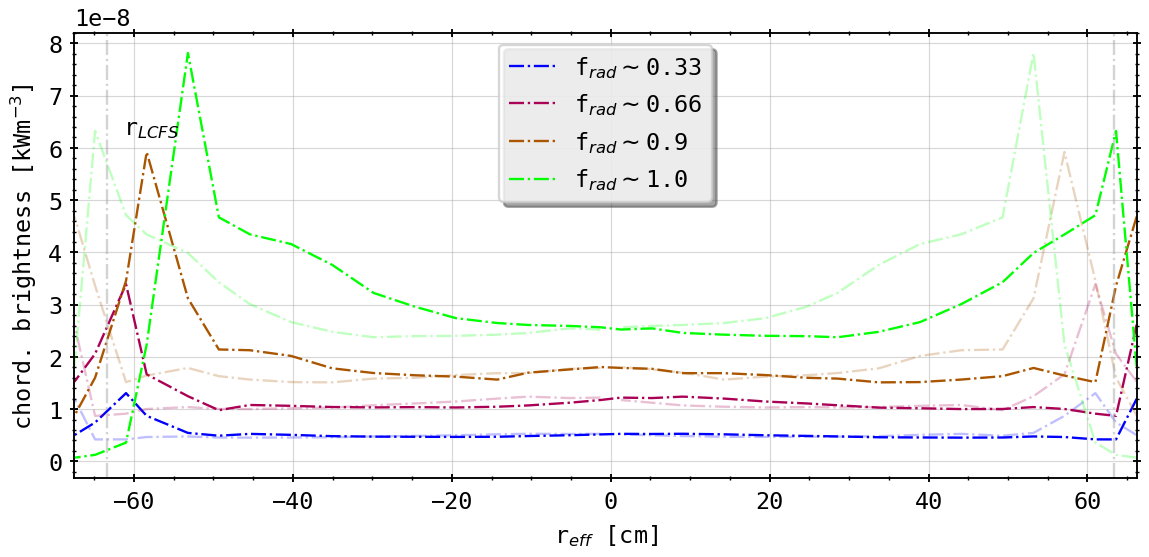 1e−8
chord. brightness [kWm⁻³]
8
7
6
5
4
3
2
1
0
r_LCFS
f_rad∼0.33
f_rad∼0.66
f_rad∼0.9
f_rad∼1.0
−60 −40 −20 0 20 40 60
r_eff [cm]